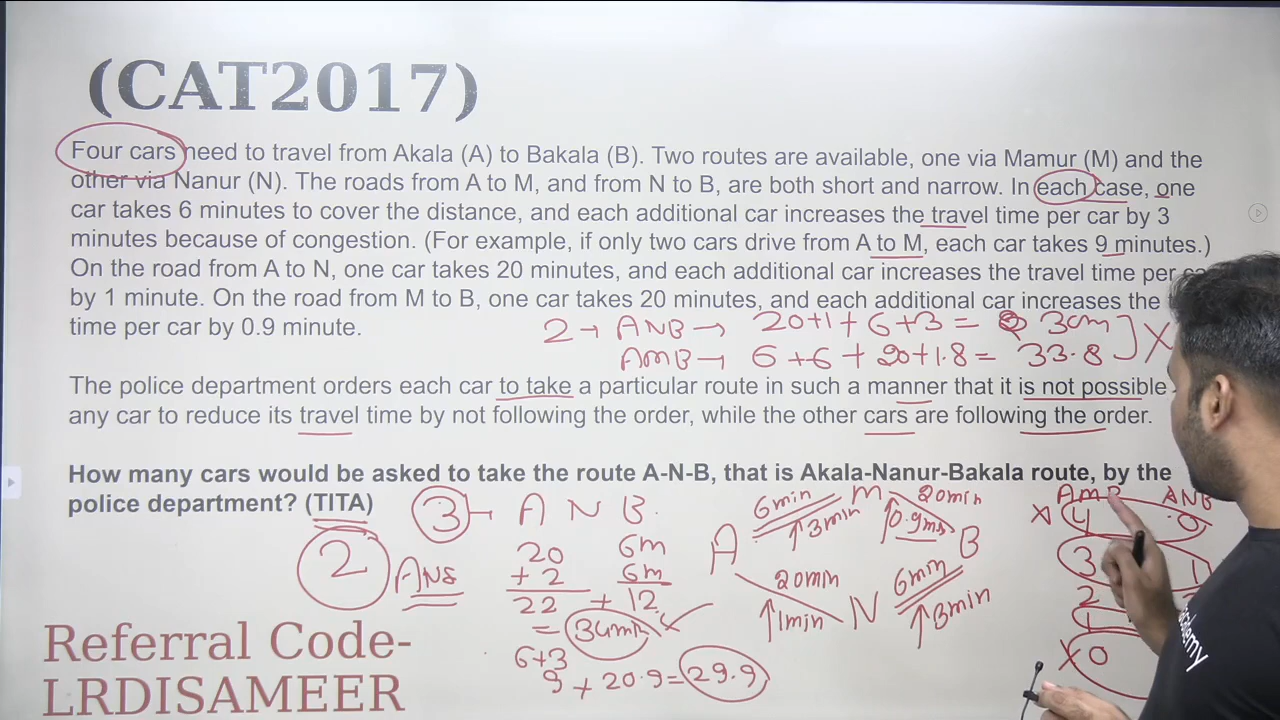 (CAT2017)
Four cars need to travel from Akala (A) to Bakala (B). Two routes are available, one via Mamur (M) and the
other via Nanur (N). The roads from A to M, and from N to B, are both short and narrow. In each case, one
car takes 6 minutes to cover the distance, and each additional car increases the travel time per car by 3
minutes because of congestion. (For example, if only two cars drive from A to M, each car takes 9 minutes.)
On the road from A to N, one car takes 20 minutes, and each additional car increases the travel time per
by 1 minute. On the road from M to B, one car takes 20 minutes, and each additional car increases the
time per car by 0.9 minute.
2 → ANB → 20+1+6+3 = 30m
AMB → 6+6+20+1.8 = 33.8
The police department orders each car to take a particular route in such a manner that it is not possible
any car to reduce its travel time by not following the order, while the other cars are following the order.
How many cars would be asked to take the route A-N-B, that is Akala-Nanur-Bakala route, by the
police department? (TITA)
2 Ans
3 → A N B
20 6m
+2 6m
22 + 12
= 34min
6+3
9 + 20.9 = 29.9
6min M 20min
↑3min ↑0.9m
A B
20min 6min
↑1min N ↑3min
AMB ANB
X 4 0
3 1
2
1
X 0
Referral Code-
LRDISAMEER